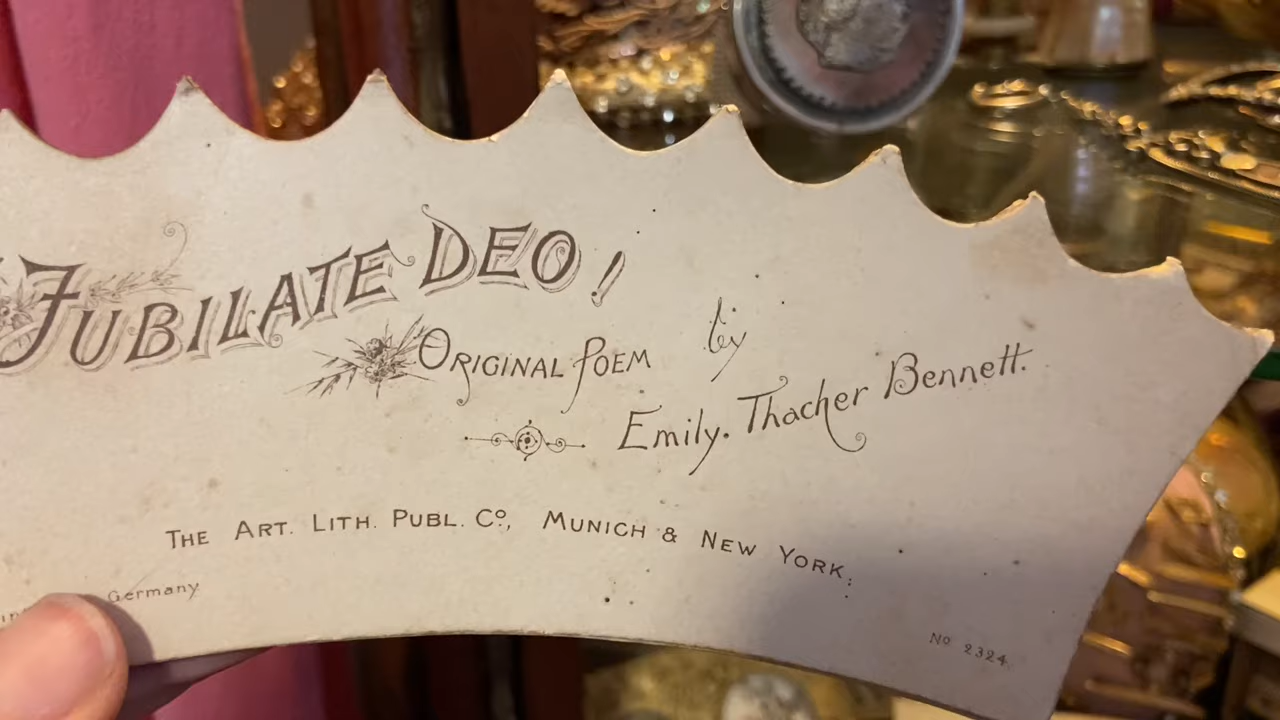 JUBILATE DEO!
ORIGINAL POEM by
Emily. Thacher Bennett.
THE ART. LITH. PUBL. Cº, MUNICH & NEW YORK;
Germany
Nº 2324.